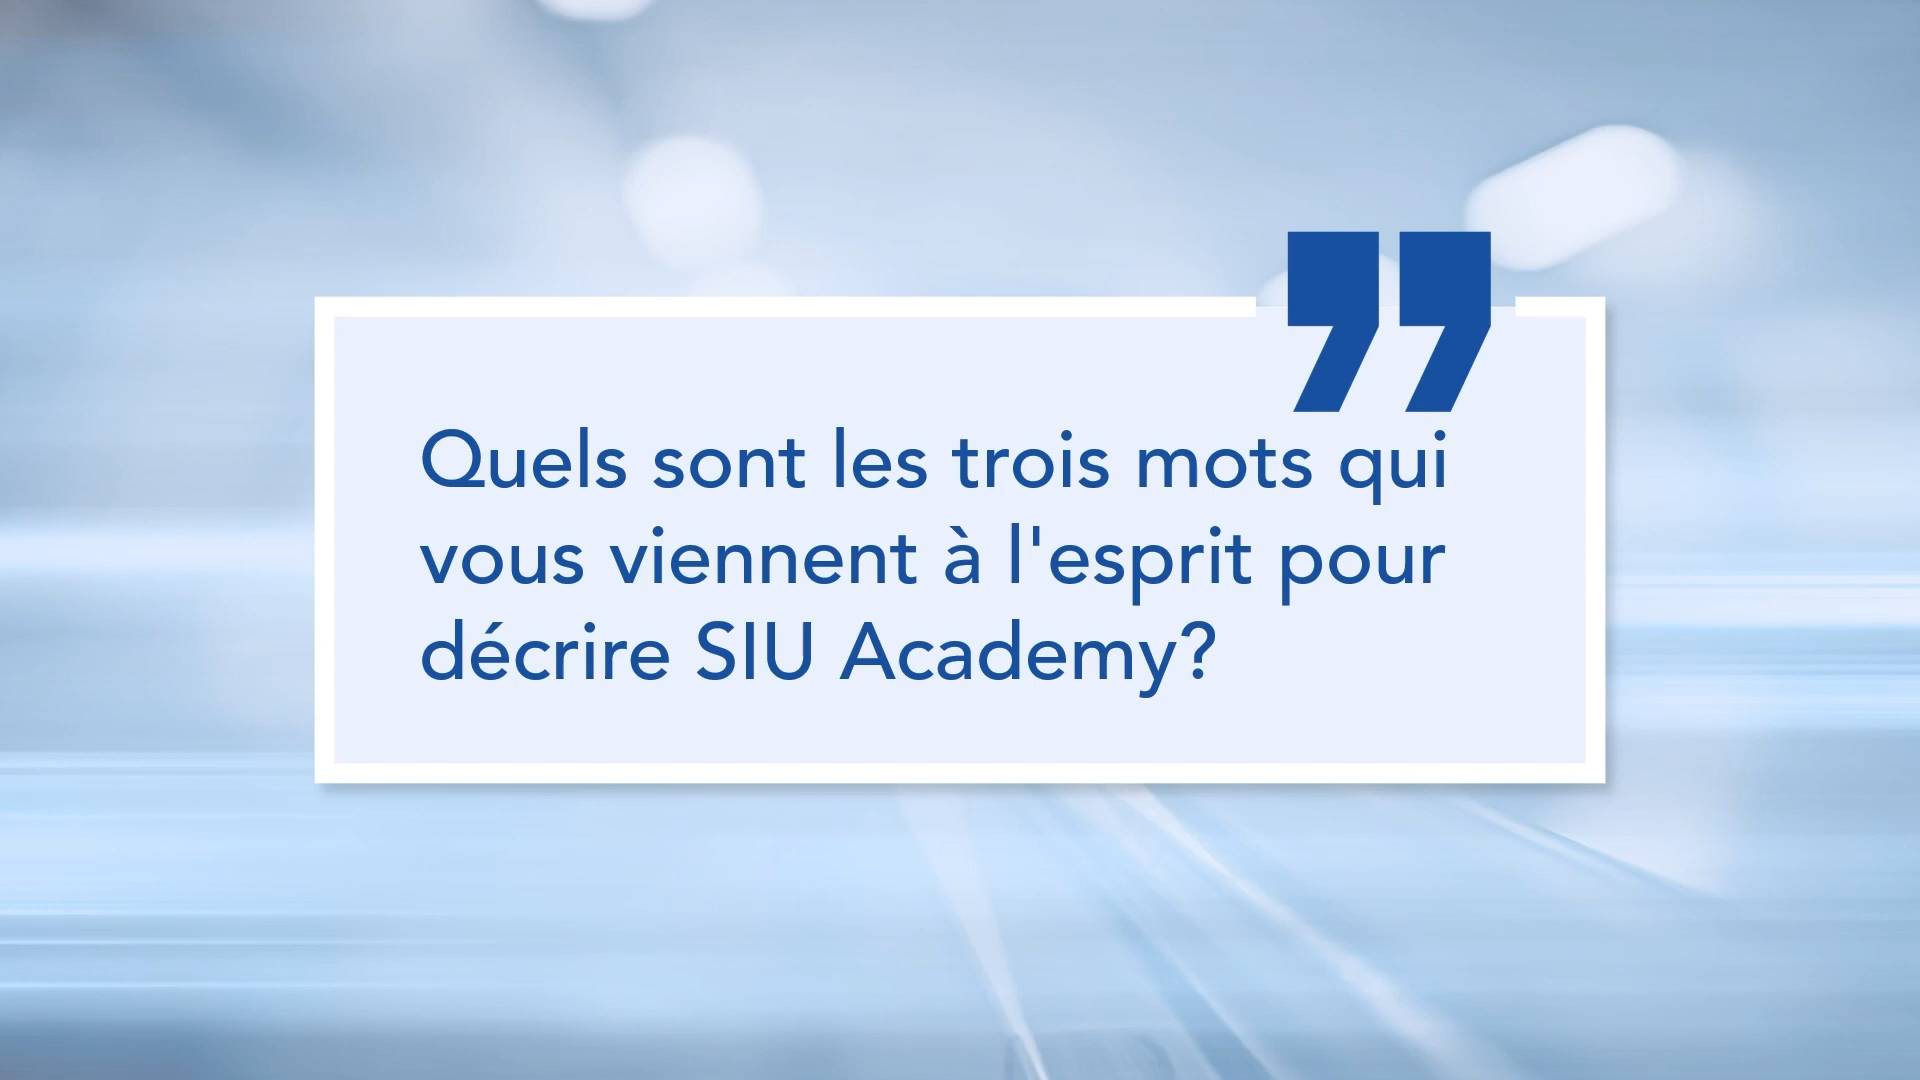 Quels sont les trois mots qui
vous viennent à l'esprit pour
décrire SIU Academy?